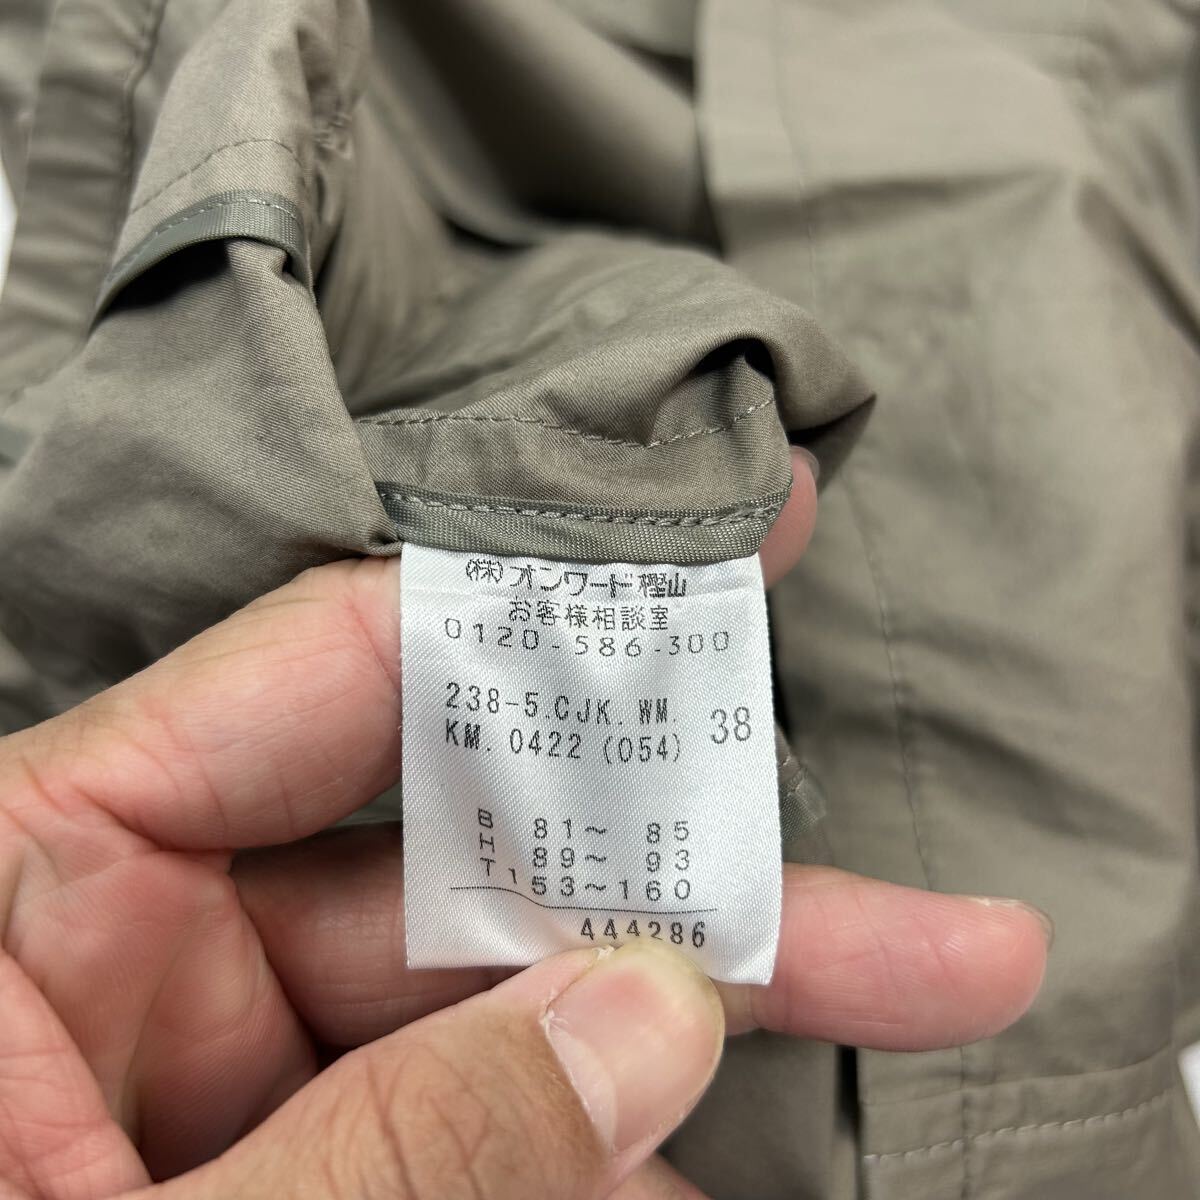 (株)オンワード樫山
お客様相談室
0120-586-300
238-5.CJK.WM.
KM.0422 (054) 38
B 81~ 85
H 89~ 93
T 153~160
444286